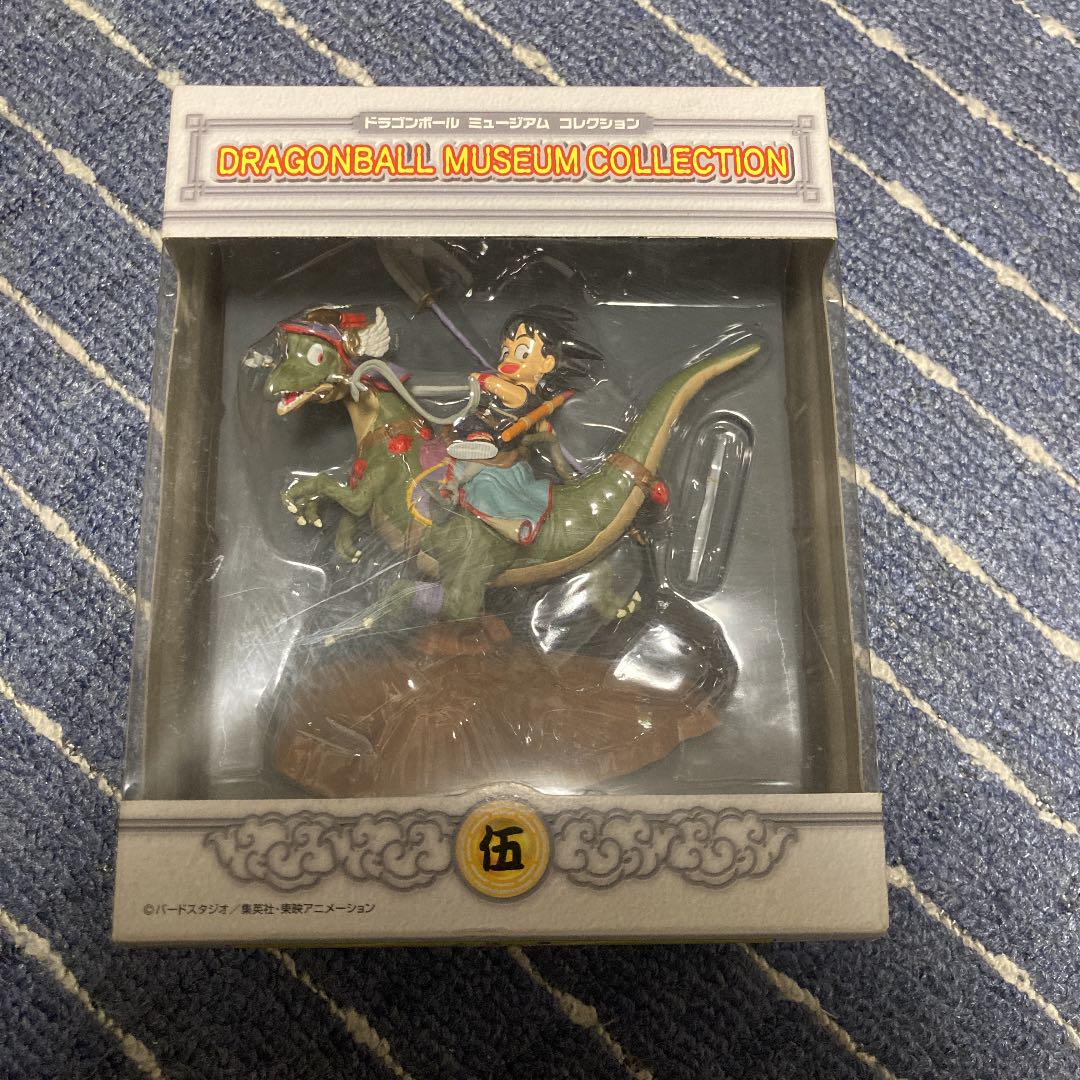 ドラゴンボール ミュージアム コレクション
DRAGONBALL MUSEUM COLLECTION
伍
©バードスタジオ／集英社・東映アニメーション